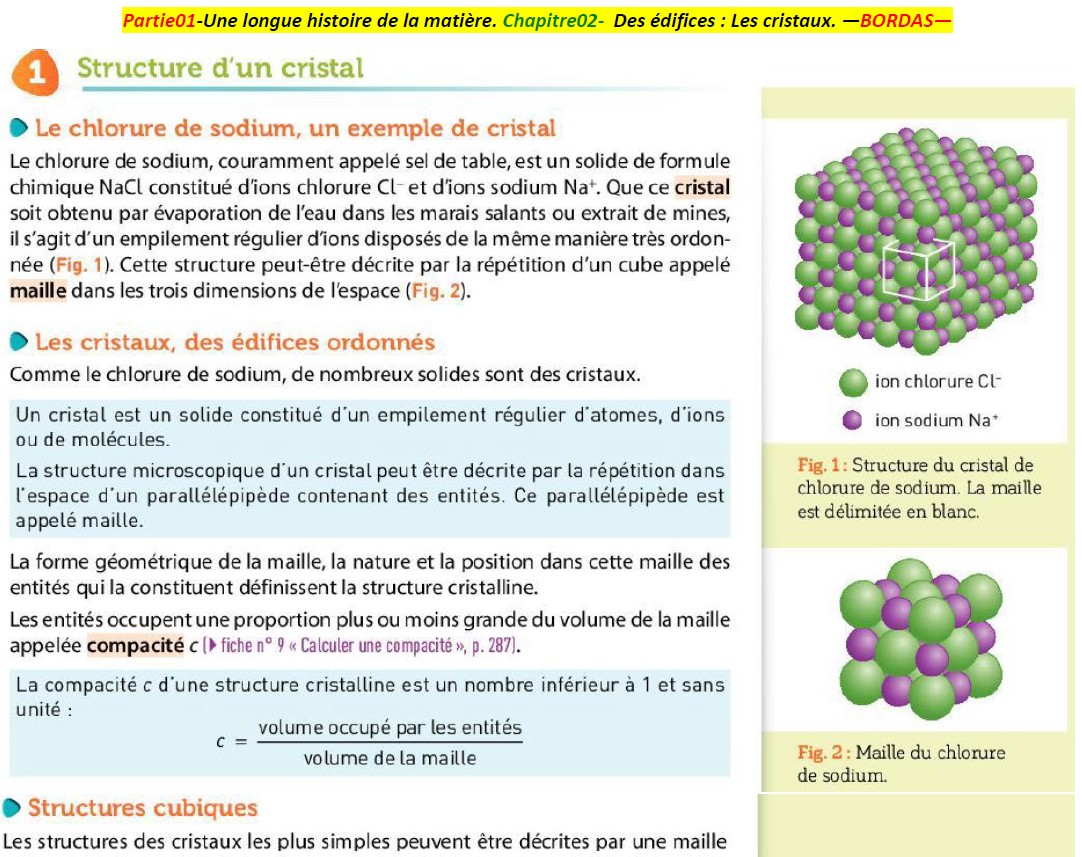 Partie01-Une longue histoire de la matière. Chapitre02- Des édifices : Les cristaux. —BORDAS—
1 Structure d'un cristal
Le chlorure de sodium, un exemple de cristal
Le chlorure de sodium, couramment appelé sel de table, est un solide de formule
chimique NaCl constitué d'ions chlorure Cl⁻ et d'ions sodium Na⁺. Que ce cristal
soit obtenu par évaporation de l'eau dans les marais salants ou extrait de mines,
il s'agit d'un empilement régulier d'ions disposés de la même manière très ordon-
née (Fig. 1). Cette structure peut-être décrite par la répétition d'un cube appelé
maille dans les trois dimensions de l'espace (Fig. 2).
Les cristaux, des édifices ordonnés
Comme le chlorure de sodium, de nombreux solides sont des cristaux.
Un cristal est un solide constitué d'un empilement régulier d'atomes, d'ions
ou de molécules.
La structure microscopique d'un cristal peut être décrite par la répétition dans
l'espace d'un parallélépipède contenant des entités. Ce parallélépipède est
appelé maille.
La forme géométrique de la maille, la nature et la position dans cette maille des
entités qui la constituent définissent la structure cristalline.
Les entités occupent une proportion plus ou moins grande du volume de la maille
appelée compacité c (▶ fiche n° 9 « Calculer une compacité », p. 287).
La compacité c d'une structure cristalline est un nombre inférieur à 1 et sans
unité :
c = volume occupé par les entités
volume de la maille
Structures cubiques
Les structures des cristaux les plus simples peuvent être décrites par une maille
ion chlorure Cl⁻
ion sodium Na⁺
Fig. 1 : Structure du cristal de
chlorure de sodium. La maille
est délimitée en blanc.
Fig. 2 : Maille du chlorure
de sodium.